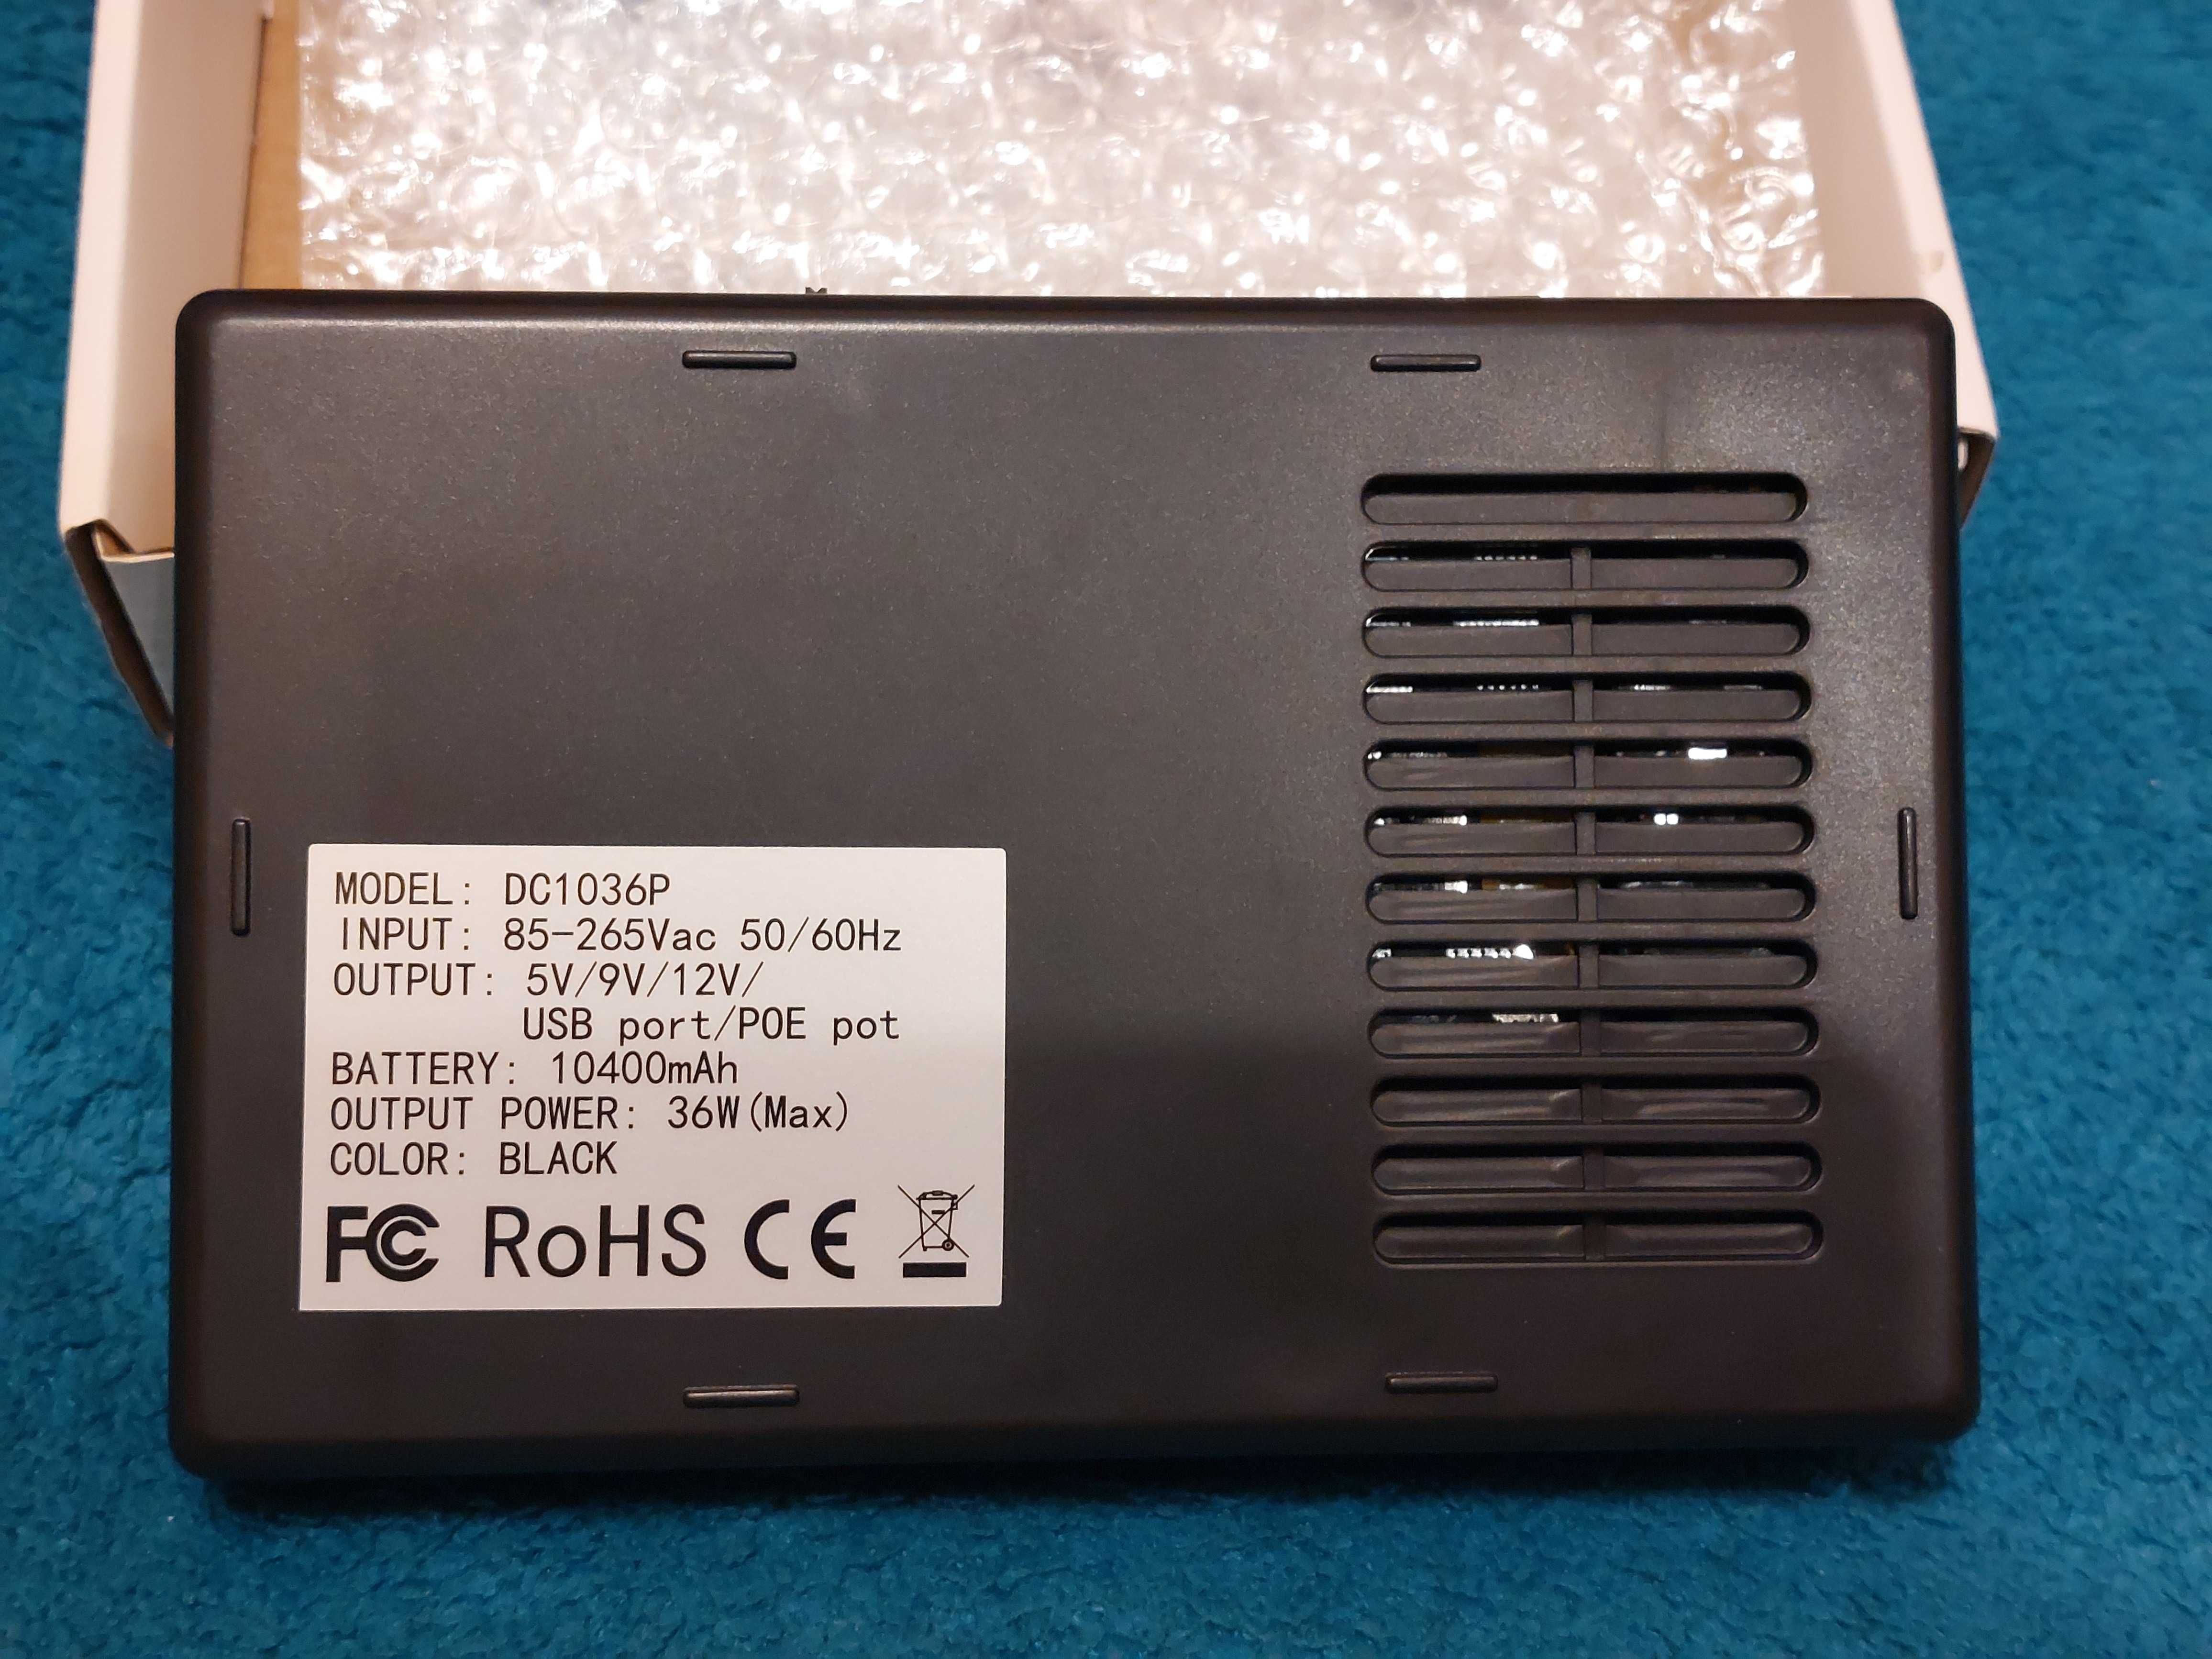 MODEL: DC1036P
INPUT: 85-265Vac 50/60Hz
OUTPUT: 5V/9V/12V/
USB port/POE pot
BATTERY: 10400mAh
OUTPUT POWER: 36W(Max)
COLOR: BLACK
FC RoHS CE